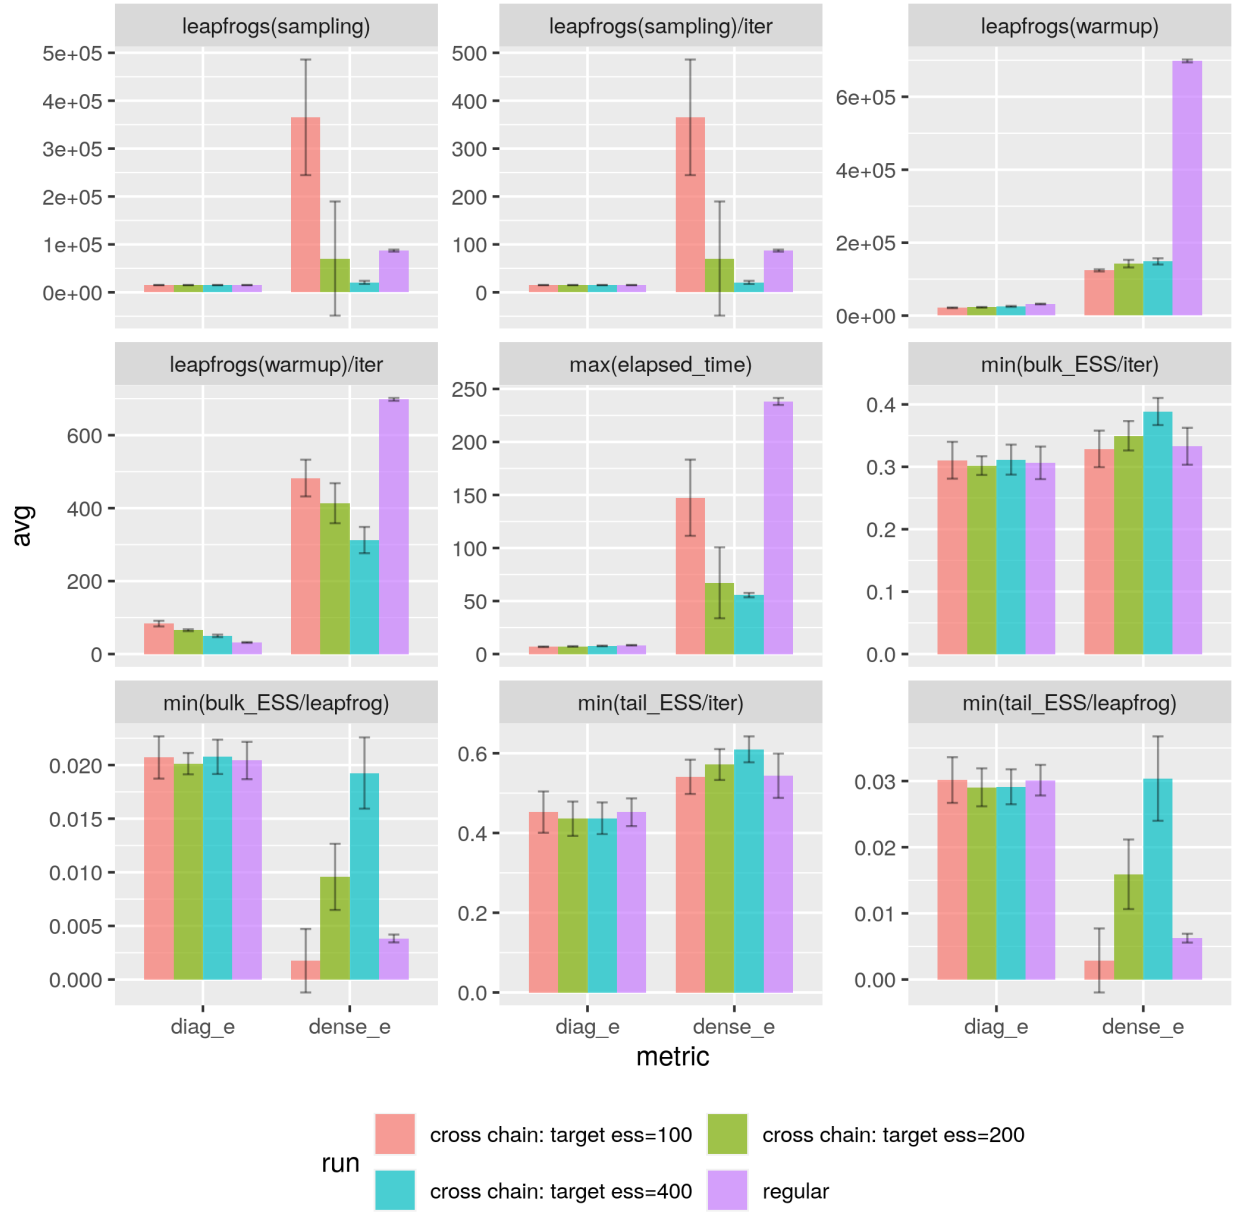 leapfrogs(sampling)
leapfrogs(sampling)/iter
leapfrogs(warmup)
5e+05
4e+05
3e+05
2e+05
1e+05
0e+00
500
400
300
200
100
0
6e+05
4e+05
2e+05
0e+00
leapfrogs(warmup)/iter
max(elapsed_time)
min(bulk_ESS/iter)
600
400
200
0
250
200
150
100
50
0
0.4
0.3
0.2
0.1
0.0
avg
min(bulk_ESS/leapfrog)
min(tail_ESS/iter)
min(tail_ESS/leapfrog)
0.020
0.015
0.010
0.005
0.000
0.6
0.4
0.2
0.0
0.03
0.02
0.01
0.00
diag_e dense_e
diag_e dense_e
diag_e dense_e
metric
run
cross chain: target ess=100
cross chain: target ess=200
cross chain: target ess=400
regular